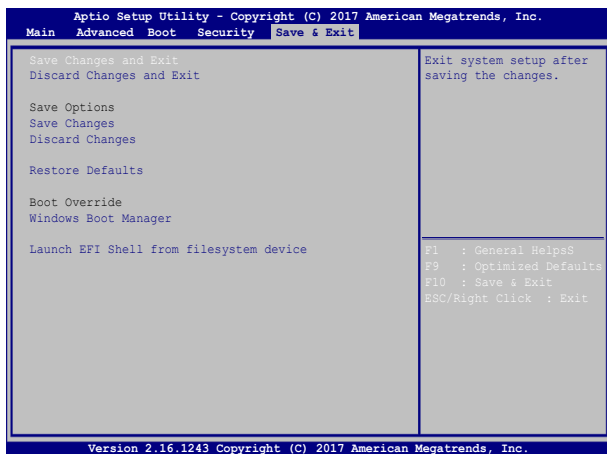 Aptio Setup Utility - Copyright (C) 2017 American Megatrends, Inc.
Main Advanced Boot Security Save & Exit
Save Changes and Exit
Discard Changes and Exit
Save Options
Save Changes
Discard Changes
Restore Defaults
Boot Override
Windows Boot Manager
Launch EFI Shell from filesystem device
Exit system setup after
saving the changes.
F1 : General HelpsS
F9 : Optimized Defaults
F10 : Save & Exit
ESC/Right Click : Exit
Version 2.16.1243 Copyright (C) 2017 American Megatrends, Inc.